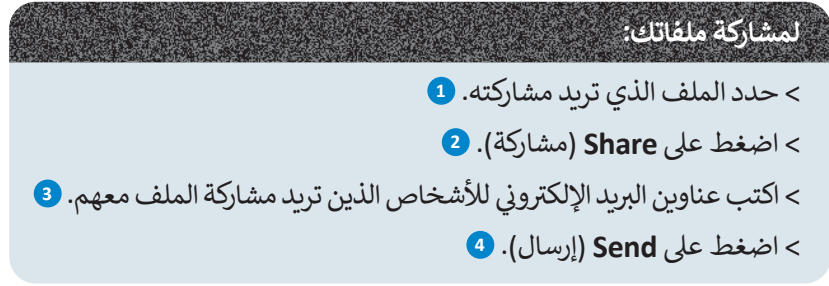 لمشاركة ملفاتك:
> حدد الملف الذي تريد مشاركته. 1
> اضغط على Share (مشاركة). 2
> اكتب عناوين البريد الإلكتروني للأشخاص الذين تريد مشاركة الملف معهم. 3
> اضغط على Send (إرسال). 4